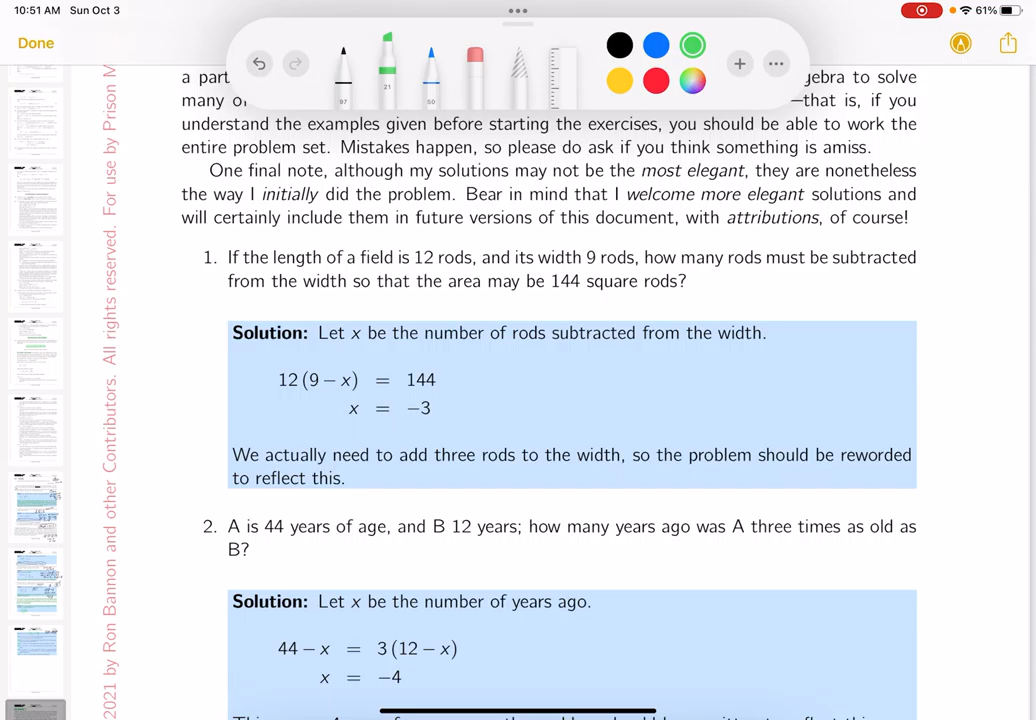 10:51 AM Sun Oct 3
61%
Done
97
21
50
a part
gebra to solve
many of
—that is, if you
understand the examples given before starting the exercises, you should be able to work the
entire problem set. Mistakes happen, so please do ask if you think something is amiss.
One final note, although my solutions may not be the most elegant, they are nonetheless
the way I initially did the problem. Bear in mind that I welcome more elegant solutions and
will certainly include them in future versions of this document, with attributions, of course!
1. If the length of a field is 12 rods, and its width 9 rods, how many rods must be subtracted
from the width so that the area may be 144 square rods?
Solution: Let x be the number of rods subtracted from the width.
12 (9 − x) = 144
x = −3
We actually need to add three rods to the width, so the problem should be reworded
to reflect this.
2. A is 44 years of age, and B 12 years; how many years ago was A three times as old as
B?
Solution: Let x be the number of years ago.
44 − x = 3 (12 − x)
x = −4
2021 by Ron Bannon and other Contributors. All rights reserved. For use by Prison M